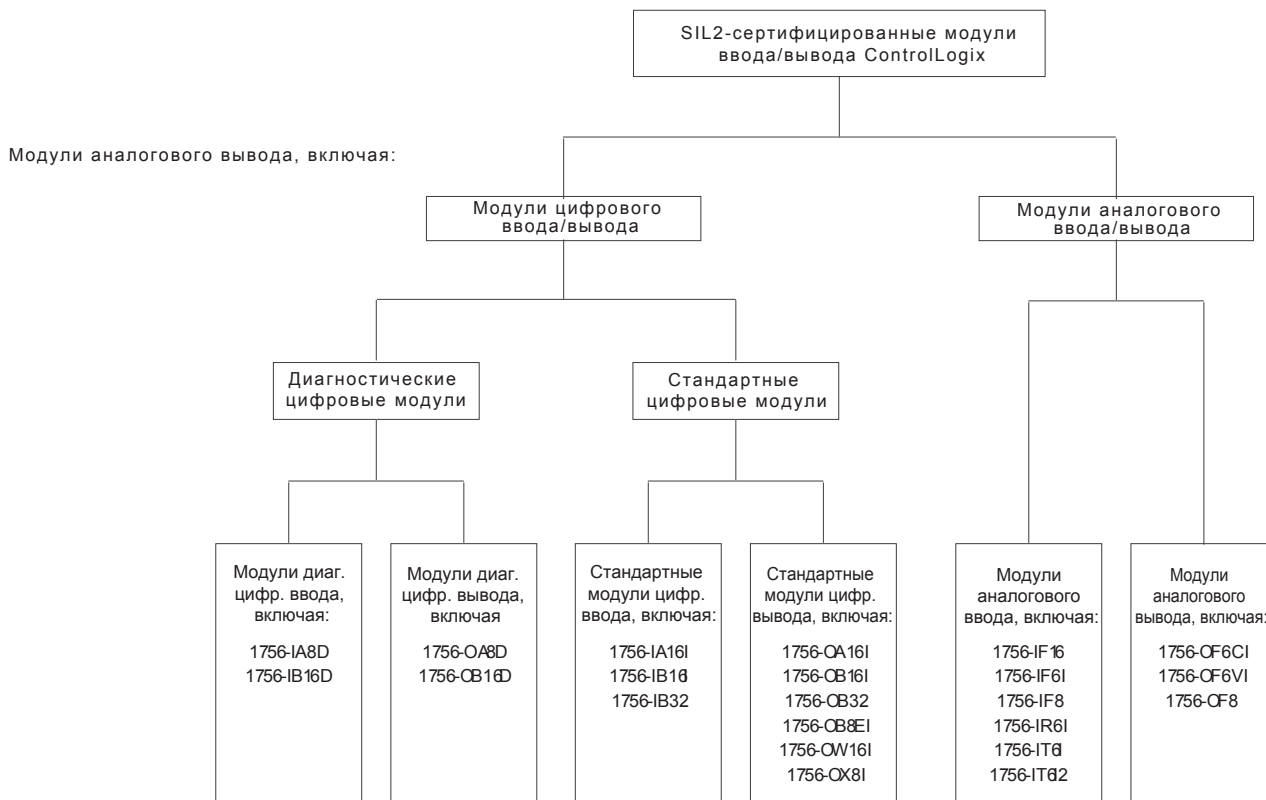 SIL2-сертифицированные модули
ввода/вывода ControlLogix
Модули аналогового вывода, включая:
Модули цифрового
ввода/вывода
Модули аналогового
ввода/вывода
Диагностические
цифровые модули
Стандартные
цифровые модули
Модули диаг.
цифр. ввода,
включая:
1756-IA8D
1756-IB16D
Модули диаг.
цифр. вывода,
включая
1756-OA8D
1756-OB16D
Стандартные
модули цифр.
ввода, включая:
1756-IA16I
1756-IB16I
1756-IB32
Стандартные
модули цифр.
вывода, включая:
1756-OA16I
1756-OB16I
1756-OB32
1756-OB8EI
1756-OW16I
1756-OX8I
Модули
аналогового
ввода, включая:
1756-IF16
1756-IF6I
1756-IF8
1756-IR6I
1756-IT6I
1756-IT6I2
Модули
аналогового
вывода, включая:
1756-OF6CI
1756-OF6VI
1756-OF8